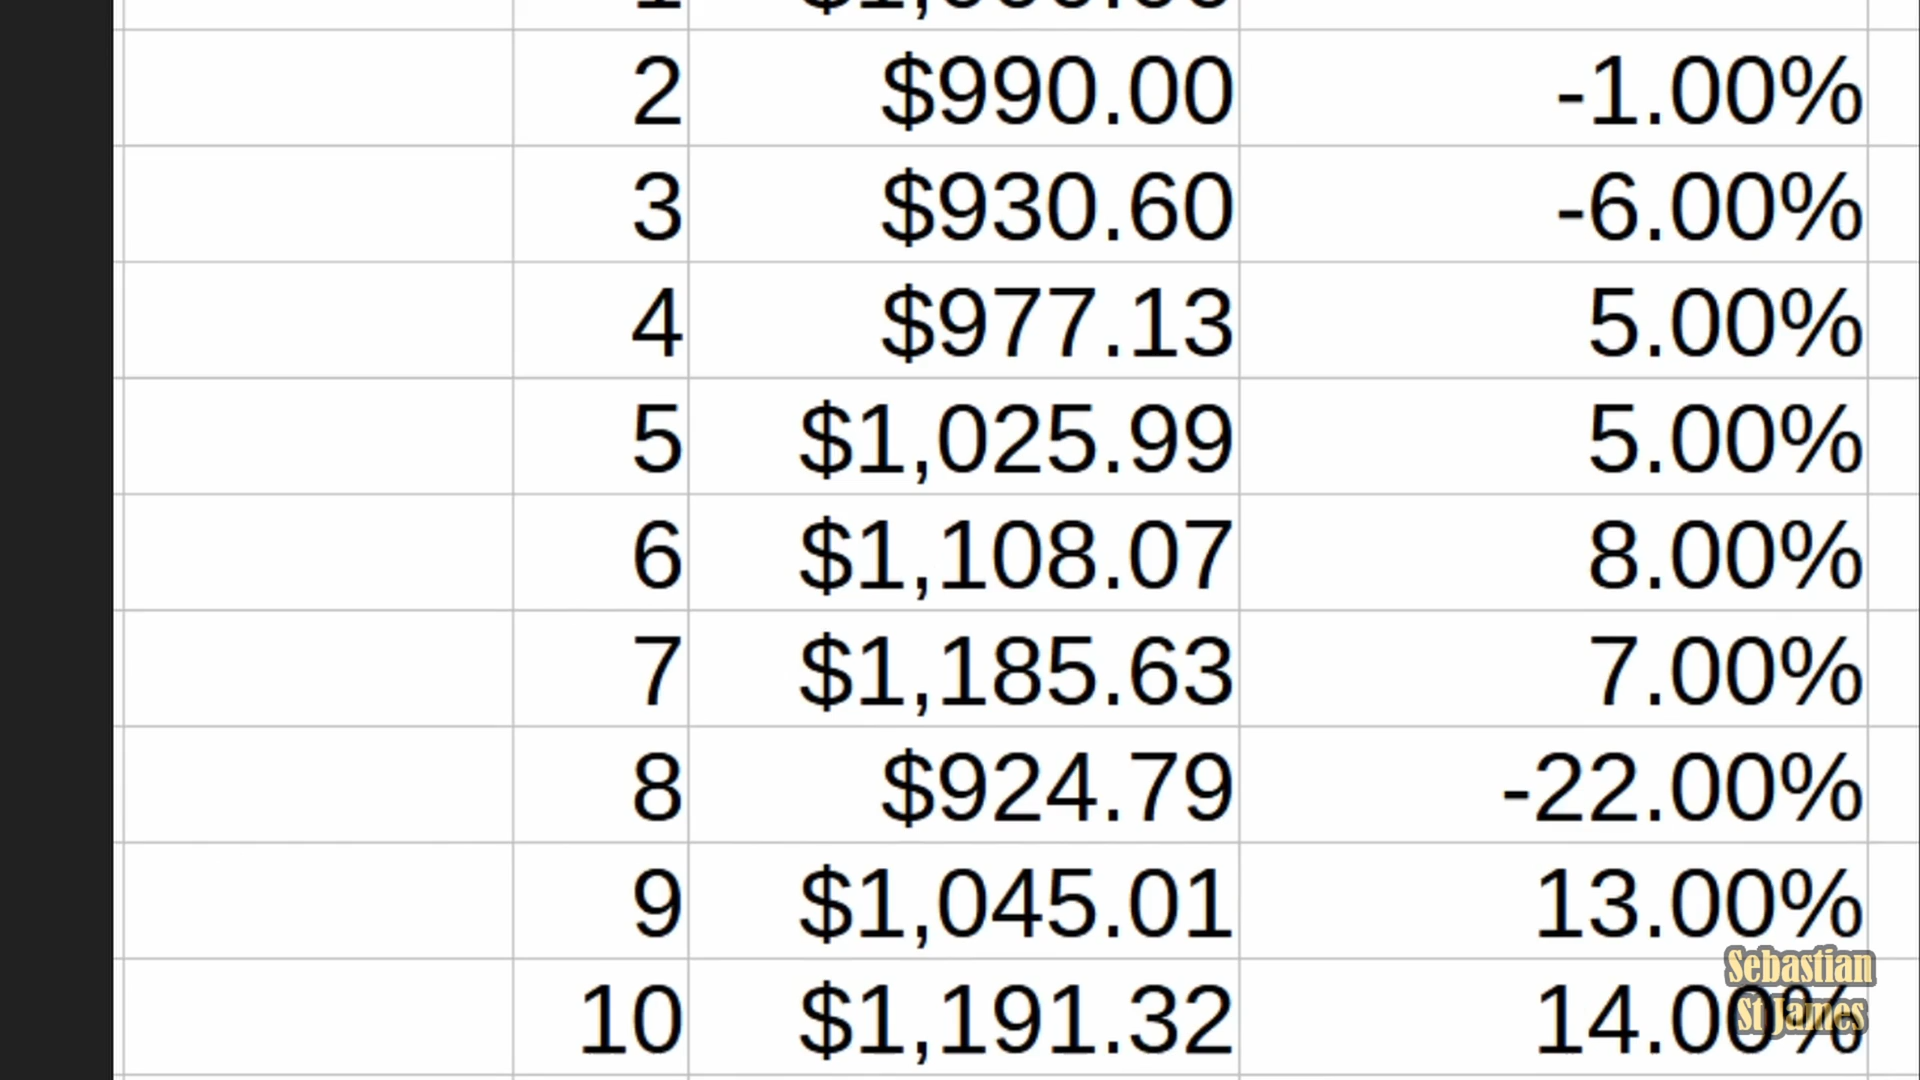 2 $990.00 -1.00%
3 $930.60 -6.00%
4 $977.13 5.00%
5 $1,025.99 5.00%
6 $1,108.07 8.00%
7 $1,185.63 7.00%
8 $924.79 -22.00%
9 $1,045.01 13.00%
10 $1,191.32 14.00%
Sebastian
St James